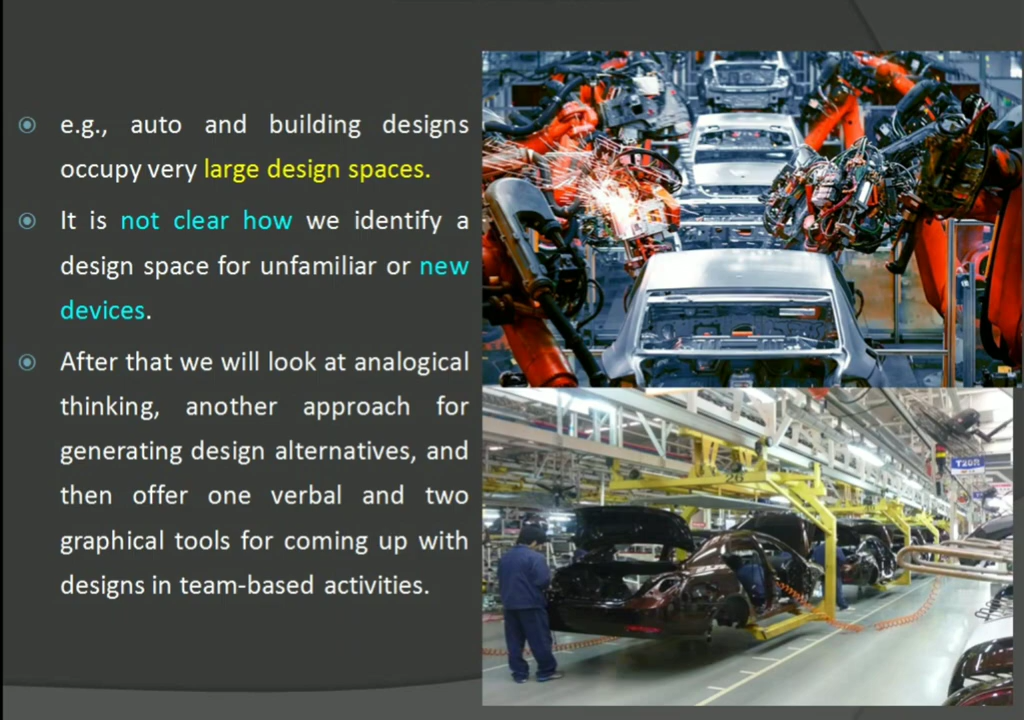 e.g., auto and building designs
occupy very large design spaces.
It is not clear how we identify a
design space for unfamiliar or new
devices.
After that we will look at analogical
thinking, another approach for
generating design alternatives, and
then offer one verbal and two
graphical tools for coming up with
designs in team-based activities.
26